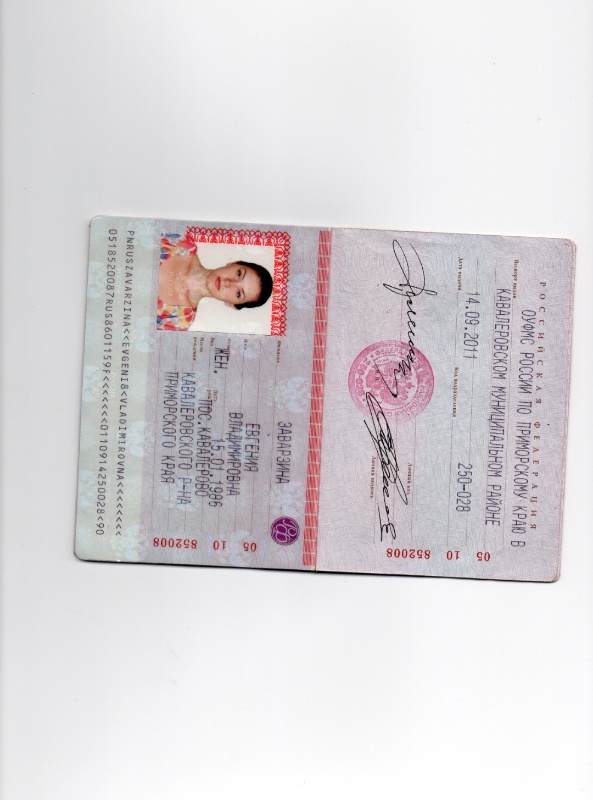 РОССИЙСКАЯ ФЕДЕРАЦИЯ
Паспорт выдан
ОУФМС РОССИИ ПО ПРИМОРСКОМУ КРАЮ В
КАВАЛЕРОВСКОМ МУНИЦИПАЛЬНОМ РАЙОНЕ
Дата выдачи 14.09.2011 Код подразделения 250-028
Личный код
Личная подпись
05 10 852008
Фамилия ЗАВАРЗИНА
Имя ЕВГЕНИЯ
Отчество ВЛАДИМИРОВНА
Пол ЖЕН. Дата рождения 15.01.1986
Место рождения ПОС.КАВАЛЕРОВО
КАВАЛЕРОВСКОГО Р-НА
ПРИМОРСКОГО КРАЯ
05 10 852008
PNRUSZAVARZINA<<EVGENI8<VLADIMIROVNA<<<<<<<<
0518520087RUS8601159F<<<<<<<0110914250028<90